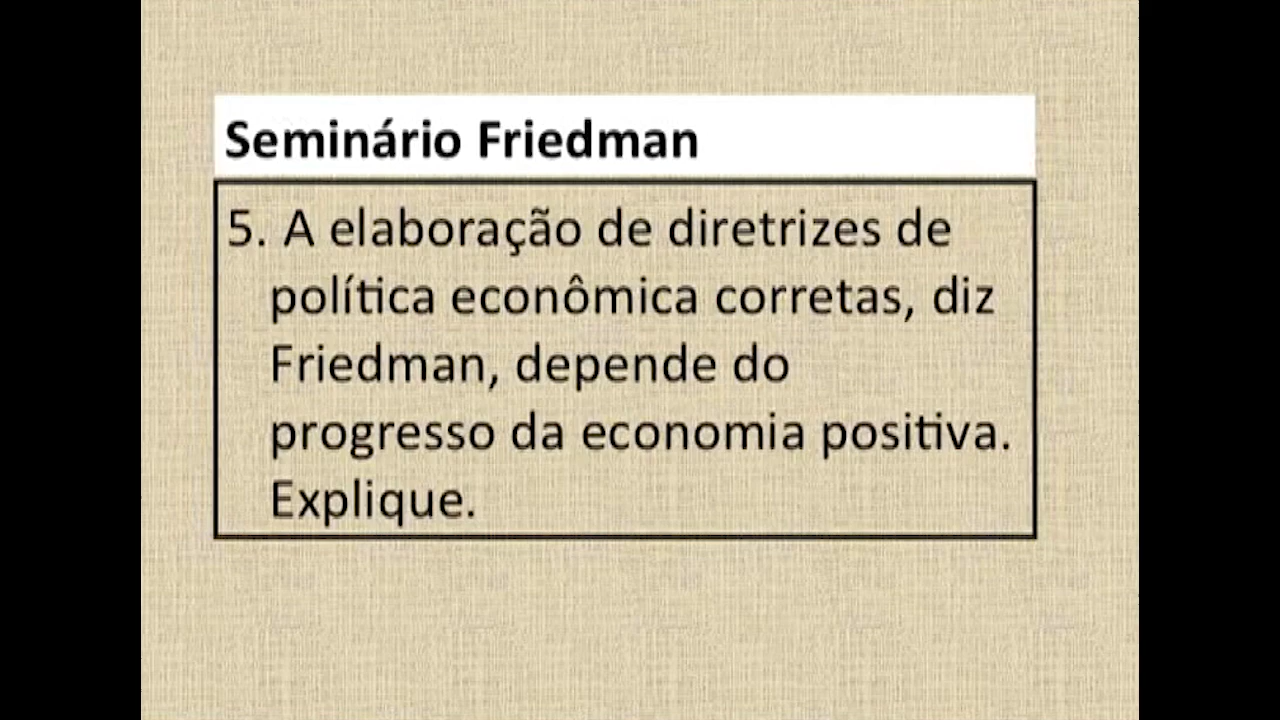 Seminário Friedman
5. A elaboração de diretrizes de
política econômica corretas, diz
Friedman, depende do
progresso da economia positiva.
Explique.